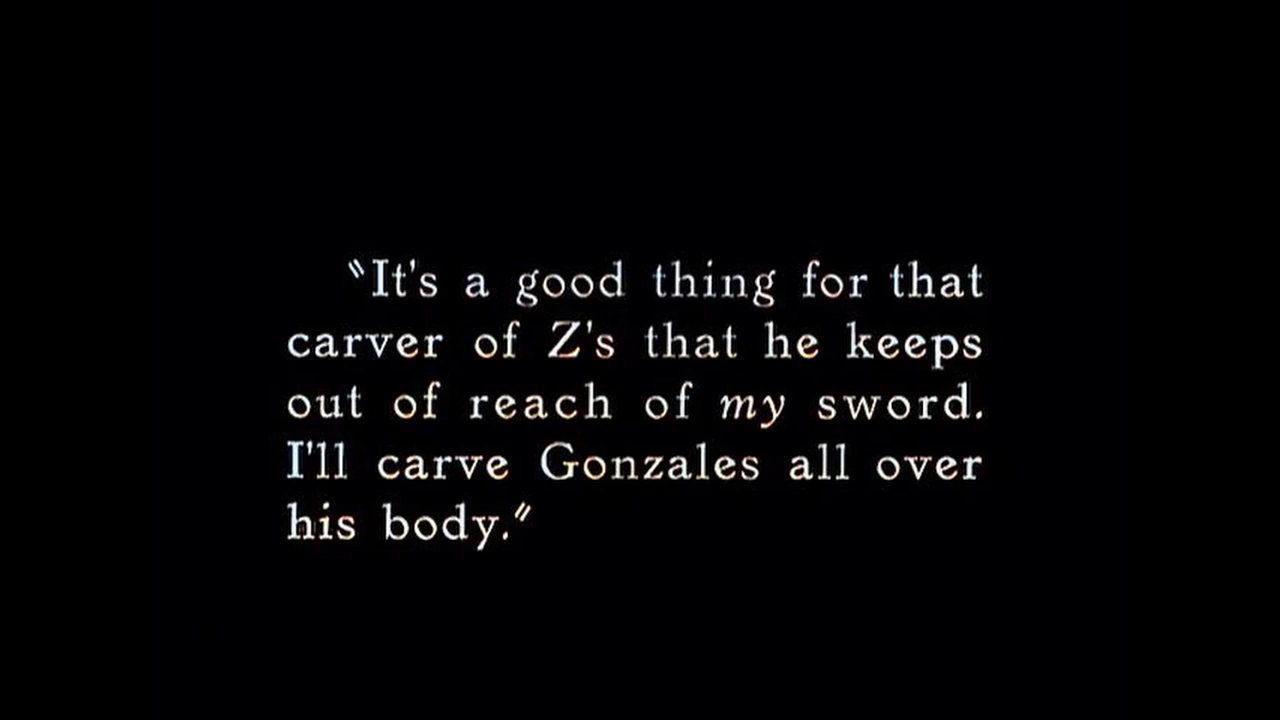 "It's a good thing for that
carver of Z's that he keeps
out of reach of my sword.
I'll carve Gonzales all over
his body."